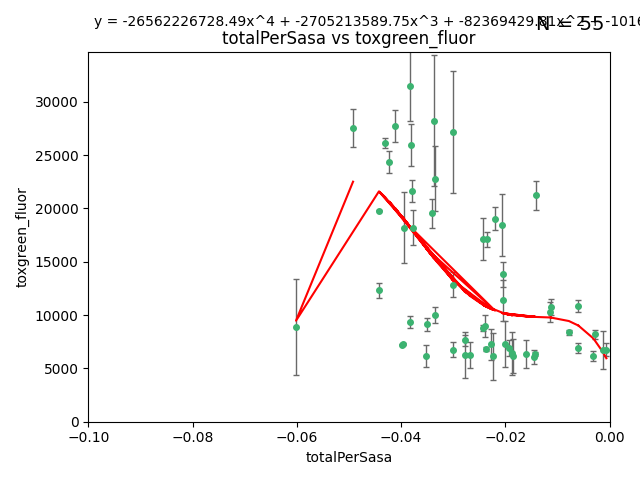 y = -26562226728.49x^4 + -2705213589.75x^3 + -82369429.81x^2 + -1016
N = 55
totalPerSasa vs toxgreen_fluor
30000
25000
20000
15000
10000
5000
0
toxgreen_fluor
−0.10 −0.08 −0.06 −0.04 −0.02 0.00
totalPerSasa